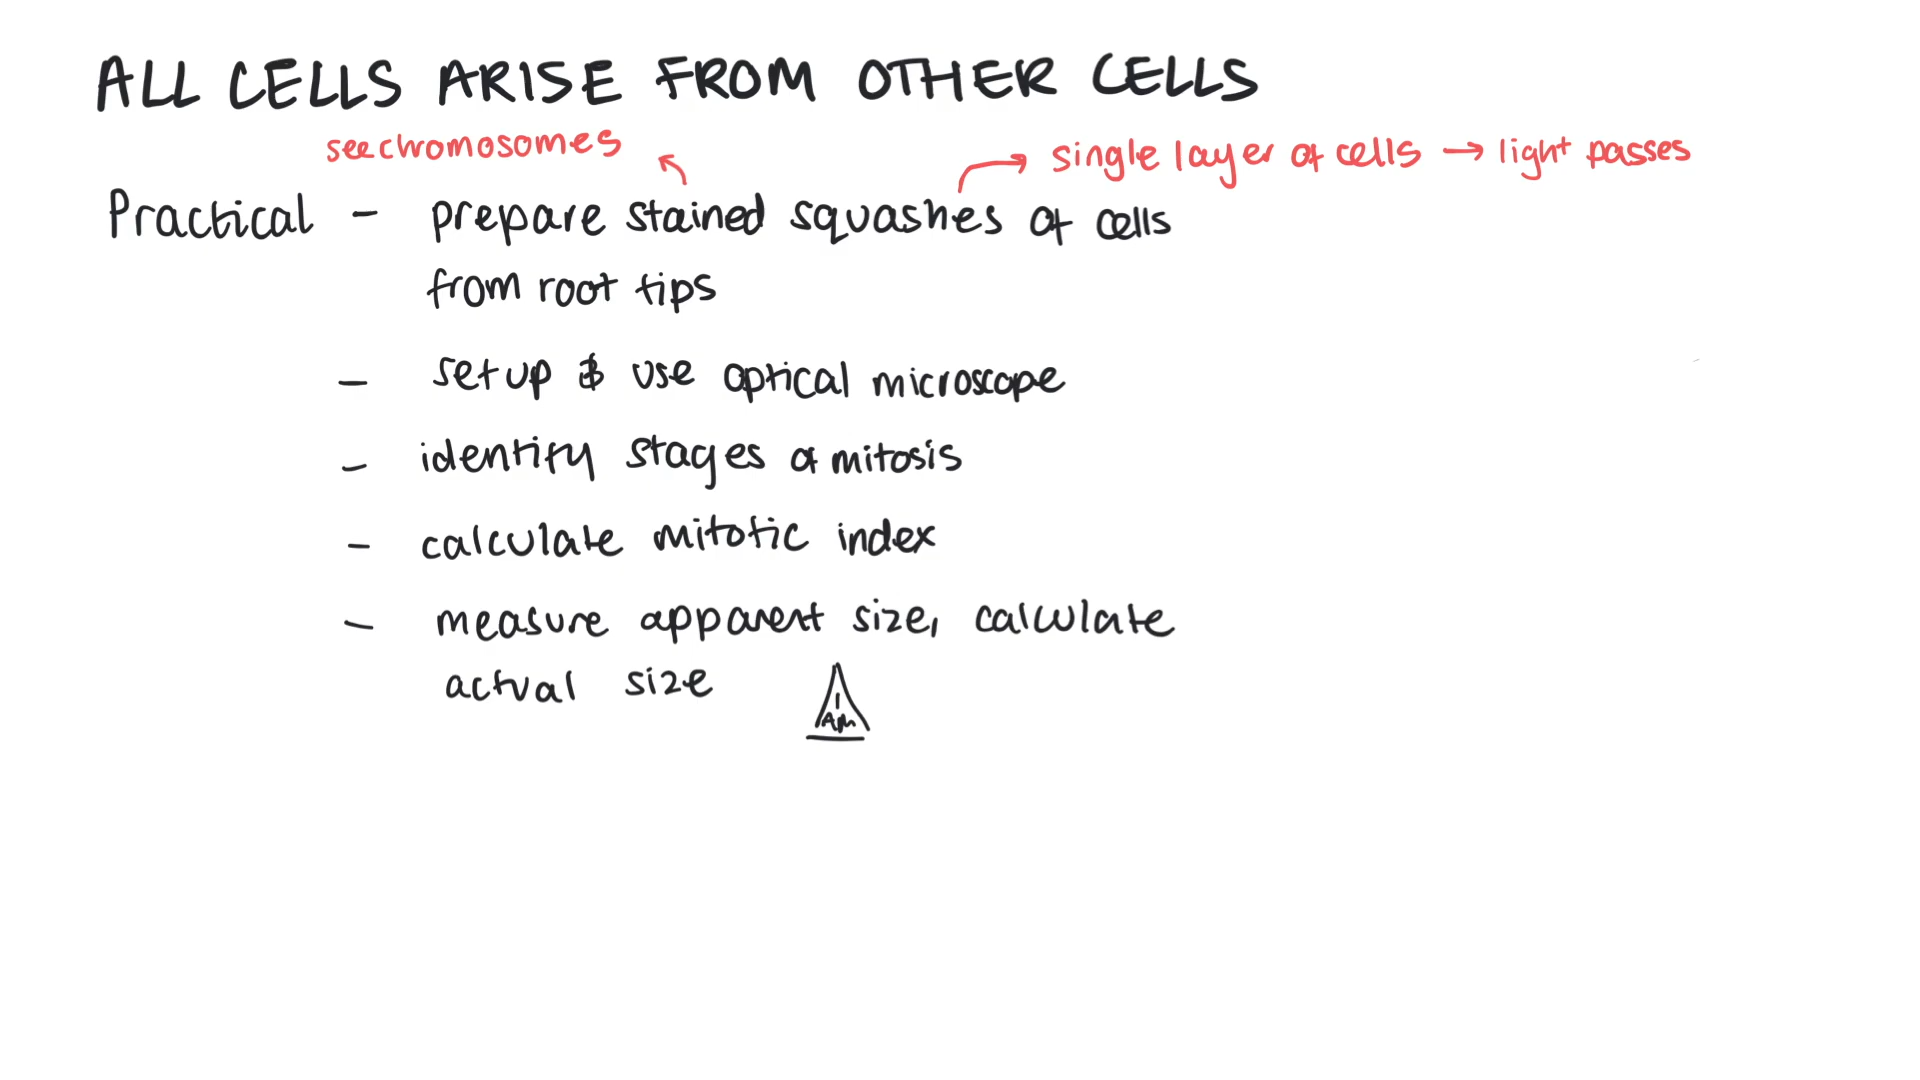 ALL CELLS ARISE FROM OTHER CELLS
see chromosomes
single layer of cells → light passes
Practical - prepare stained squashes of cells
from root tips
- setup & use optical microscope
- identify stages of mitosis
- calculate mitotic index
- measure apparent size, calculate
actual size
I
AM